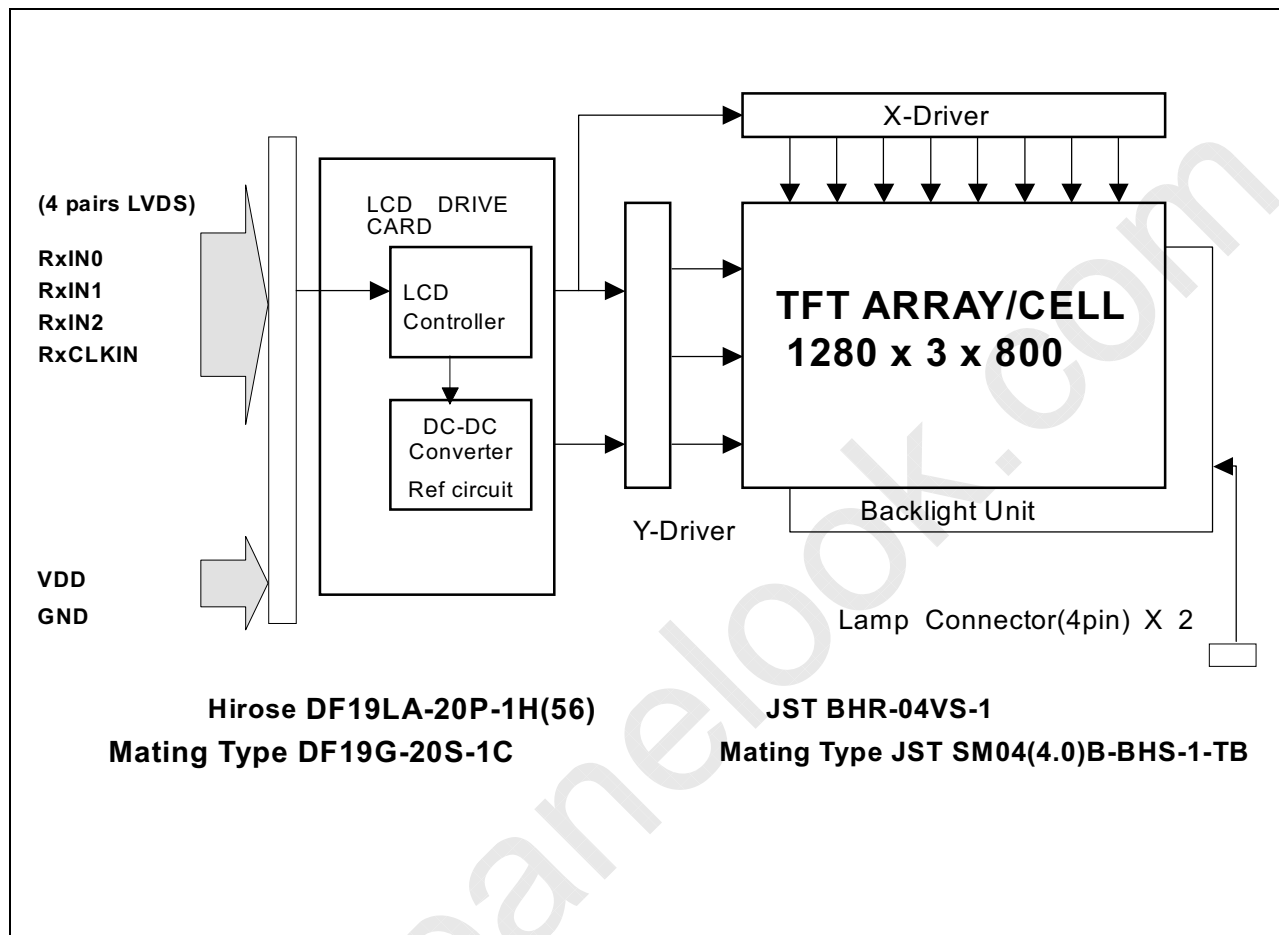 X-Driver
(4 pairs LVDS)
RxIN0
RxIN1
RxIN2
RxCLKIN
LCD DRIVE
CARD
LCD
Controller
DC-DC
Converter
Ref circuit
TFT ARRAY/CELL
1280 x 3 x 800
Backlight Unit
Y-Driver
VDD
GND
Lamp Connector(4pin) X 2
Hirose DF19LA-20P-1H(56)
Mating Type DF19G-20S-1C
JST BHR-04VS-1
Mating Type JST SM04(4.0)B-BHS-1-TB
panelook.com